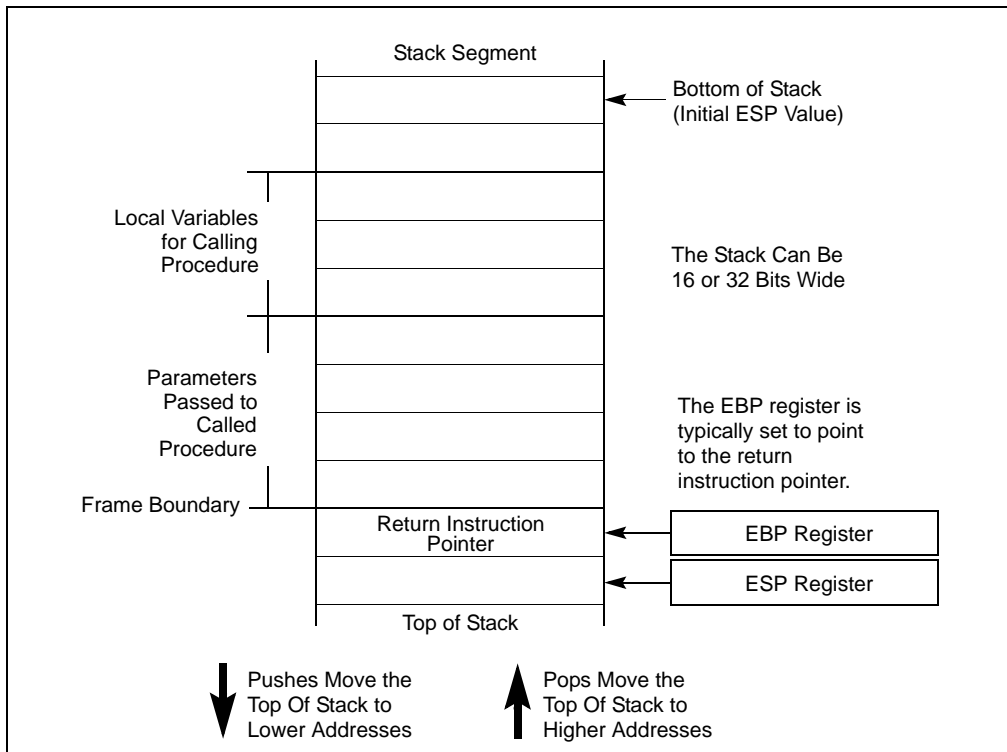 Stack Segment
Bottom of Stack
(Initial ESP Value)
Local Variables
for Calling
Procedure
The Stack Can Be
16 or 32 Bits Wide
Parameters
Passed to
Called
Procedure
The EBP register is
typically set to point
to the return
instruction pointer.
Frame Boundary
Return Instruction
Pointer
EBP Register
ESP Register
Top of Stack
Pushes Move the
Top Of Stack to
Lower Addresses
Pops Move the
Top Of Stack to
Higher Addresses